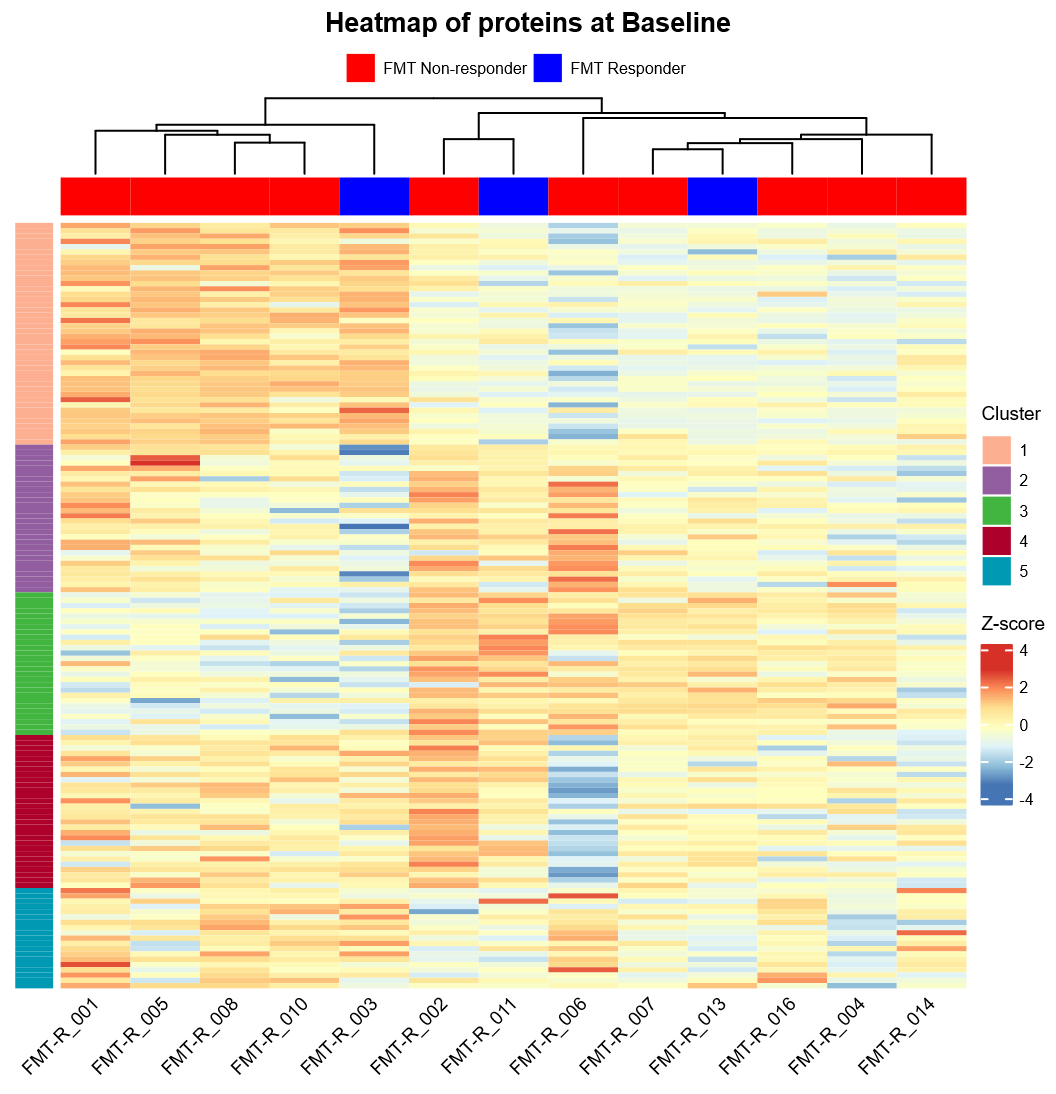 Heatmap of proteins at Baseline
FMT Non-responder FMT Responder
Cluster
1
2
3
4
5
Z-score
4
2
0
-2
-4
FMT-R_001 FMT-R_005 FMT-R_008 FMT-R_010 FMT-R_003 FMT-R_002 FMT-R_011 FMT-R_006 FMT-R_007 FMT-R_013 FMT-R_016 FMT-R_004 FMT-R_014